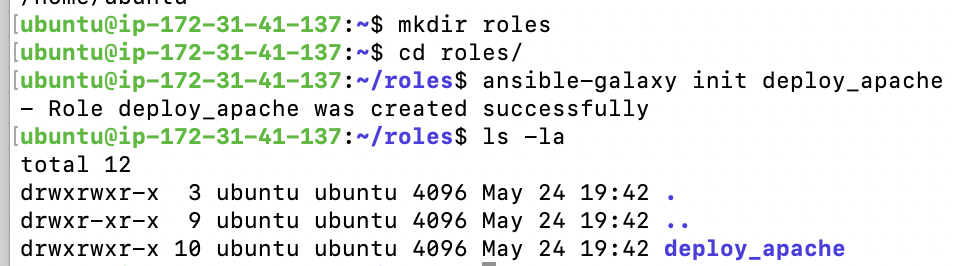 /home/ubuntu
[ubuntu@ip-172-31-41-137:~$ mkdir roles
[ubuntu@ip-172-31-41-137:~$ cd roles/
[ubuntu@ip-172-31-41-137:~/roles$ ansible-galaxy init deploy_apache
- Role deploy_apache was created successfully
[ubuntu@ip-172-31-41-137:~/roles$ ls -la
total 12
drwxrwxr-x  3 ubuntu ubuntu 4096 May 24 19:42 .
drwxr-xr-x  9 ubuntu ubuntu 4096 May 24 19:42 ..
drwxrwxr-x 10 ubuntu ubuntu 4096 May 24 19:42 deploy_apache